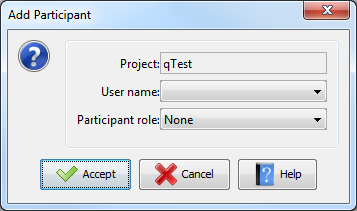 Add Participant
Project: qTest
User name:
Participant role: None
Accept Cancel Help